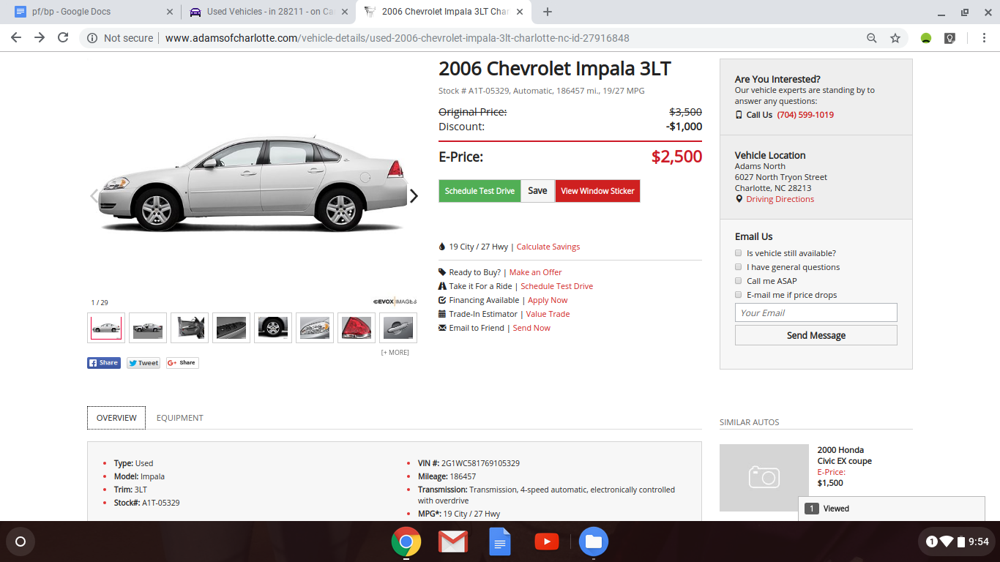 pf/bp - Google Docs
Used Vehicles - in 28211 - on Ca
2006 Chevrolet Impala 3LT Char
Not secure | www.adamsofcharlotte.com/vehicle-details/used-2006-chevrolet-impala-3lt-charlotte-nc-id-27916848
2006 Chevrolet Impala 3LT
Stock # A1T-05329, Automatic, 186457 mi., 19/27 MPG
Original Price: $3,500
Discount: -$1,000
E-Price: $2,500
Schedule Test Drive Save View Window Sticker
19 City / 27 Hwy | Calculate Savings
Ready to Buy? | Make an Offer
Take it For a Ride | Schedule Test Drive
Financing Available | Apply Now
Trade-In Estimator | Value Trade
Email to Friend | Send Now
1 / 29
©EVOX IMAGES
[+ MORE]
Share Tweet G+ Share
Are You Interested?
Our vehicle experts are standing by to
answer any questions:
Call Us (704) 599-1019
Vehicle Location
Adams North
6027 North Tryon Street
Charlotte, NC 28213
Driving Directions
Email Us
Is vehicle still available?
I have general questions
Call me ASAP
E-mail me if price drops
Your Email
Send Message
OVERVIEW EQUIPMENT
Type: Used
Model: Impala
Trim: 3LT
Stock#: A1T-05329
VIN #: 2G1WC581769105329
Mileage: 186457
Transmission: Transmission, 4-speed automatic, electronically controlled
with overdrive
MPG*: 19 City / 27 Hwy
SIMILAR AUTOS
2000 Honda
Civic EX coupe
E-Price:
$1,500
1 Viewed
1 9:54